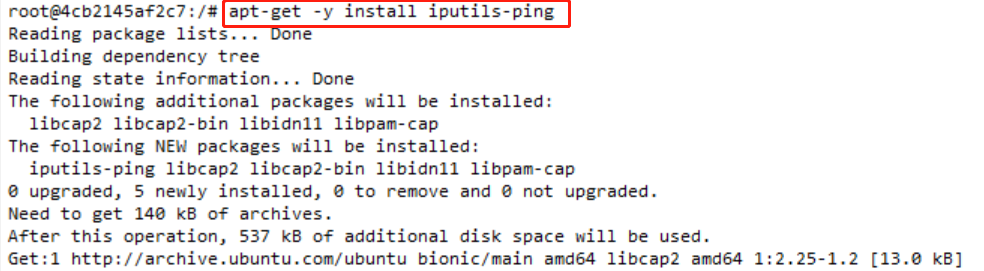 root@4cb2145af2c7:/# apt-get -y install iputils-ping
Reading package lists... Done
Building dependency tree
Reading state information... Done
The following additional packages will be installed:
  libcap2 libcap2-bin libidn11 libpam-cap
The following NEW packages will be installed:
  iputils-ping libcap2 libcap2-bin libidn11 libpam-cap
0 upgraded, 5 newly installed, 0 to remove and 0 not upgraded.
Need to get 140 kB of archives.
After this operation, 537 kB of additional disk space will be used.
Get:1 http://archive.ubuntu.com/ubuntu bionic/main amd64 libcap2 amd64 1:2.25-1.2 [13.0 kB]